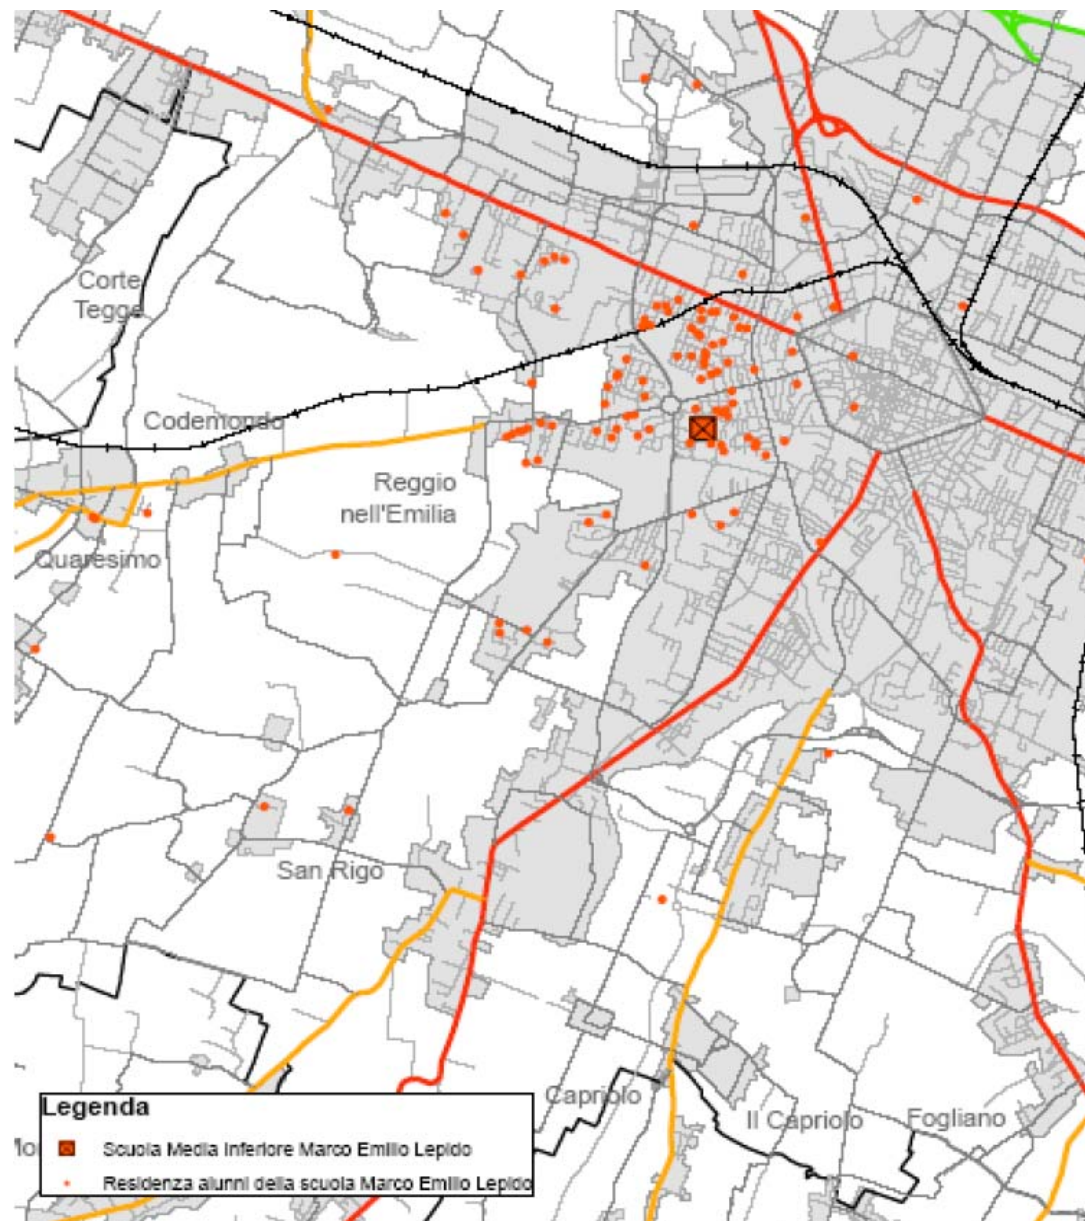 Corte
Tegge
Codemondo
Reggio
nell'Emilia
Quaresimo
San Rigo
Capriolo
Il Capriolo
Fogliano
Legenda
Scuola Media Inferiore Marco Emilio Lepido
Residenza alunni della scuola Marco Emilio Lepido